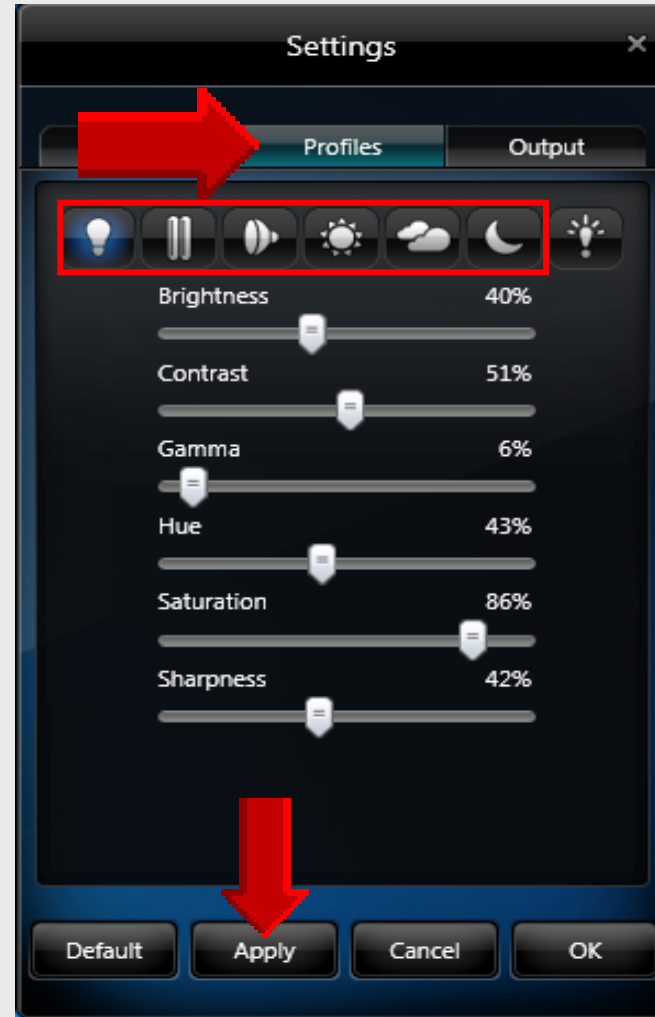 Settings
Profiles Output
Brightness 40%
Contrast 51%
Gamma 6%
Hue 43%
Saturation 86%
Sharpness 42%
Default Apply Cancel OK